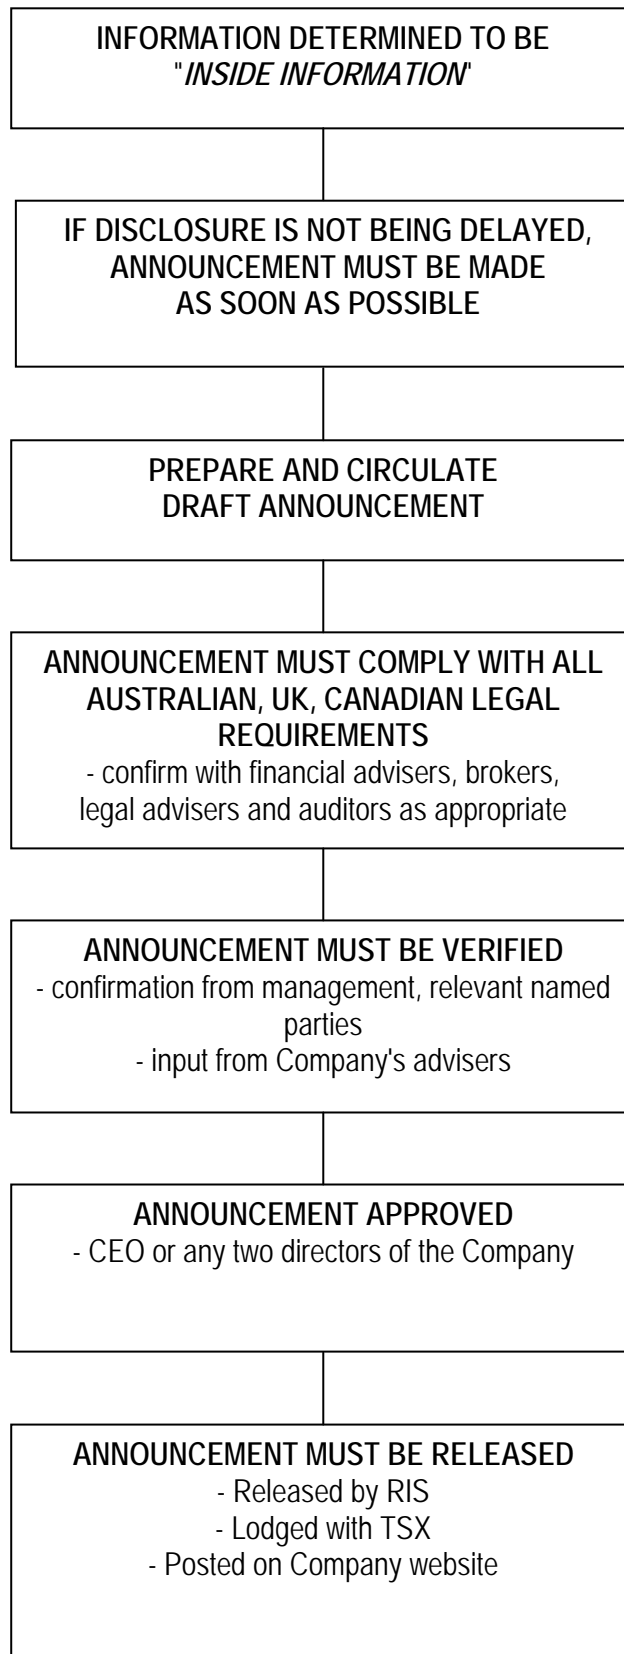 INFORMATION DETERMINED TO BE
"INSIDE INFORMATION"
IF DISCLOSURE IS NOT BEING DELAYED,
ANNOUNCEMENT MUST BE MADE
AS SOON AS POSSIBLE
PREPARE AND CIRCULATE
DRAFT ANNOUNCEMENT
ANNOUNCEMENT MUST COMPLY WITH ALL
AUSTRALIAN, UK, CANADIAN LEGAL
REQUIREMENTS
- confirm with financial advisers, brokers,
legal advisers and auditors as appropriate
ANNOUNCEMENT MUST BE VERIFIED
- confirmation from management, relevant named
parties
- input from Company's advisers
ANNOUNCEMENT APPROVED
- CEO or any two directors of the Company
ANNOUNCEMENT MUST BE RELEASED
- Released by RIS
- Lodged with TSX
- Posted on Company website